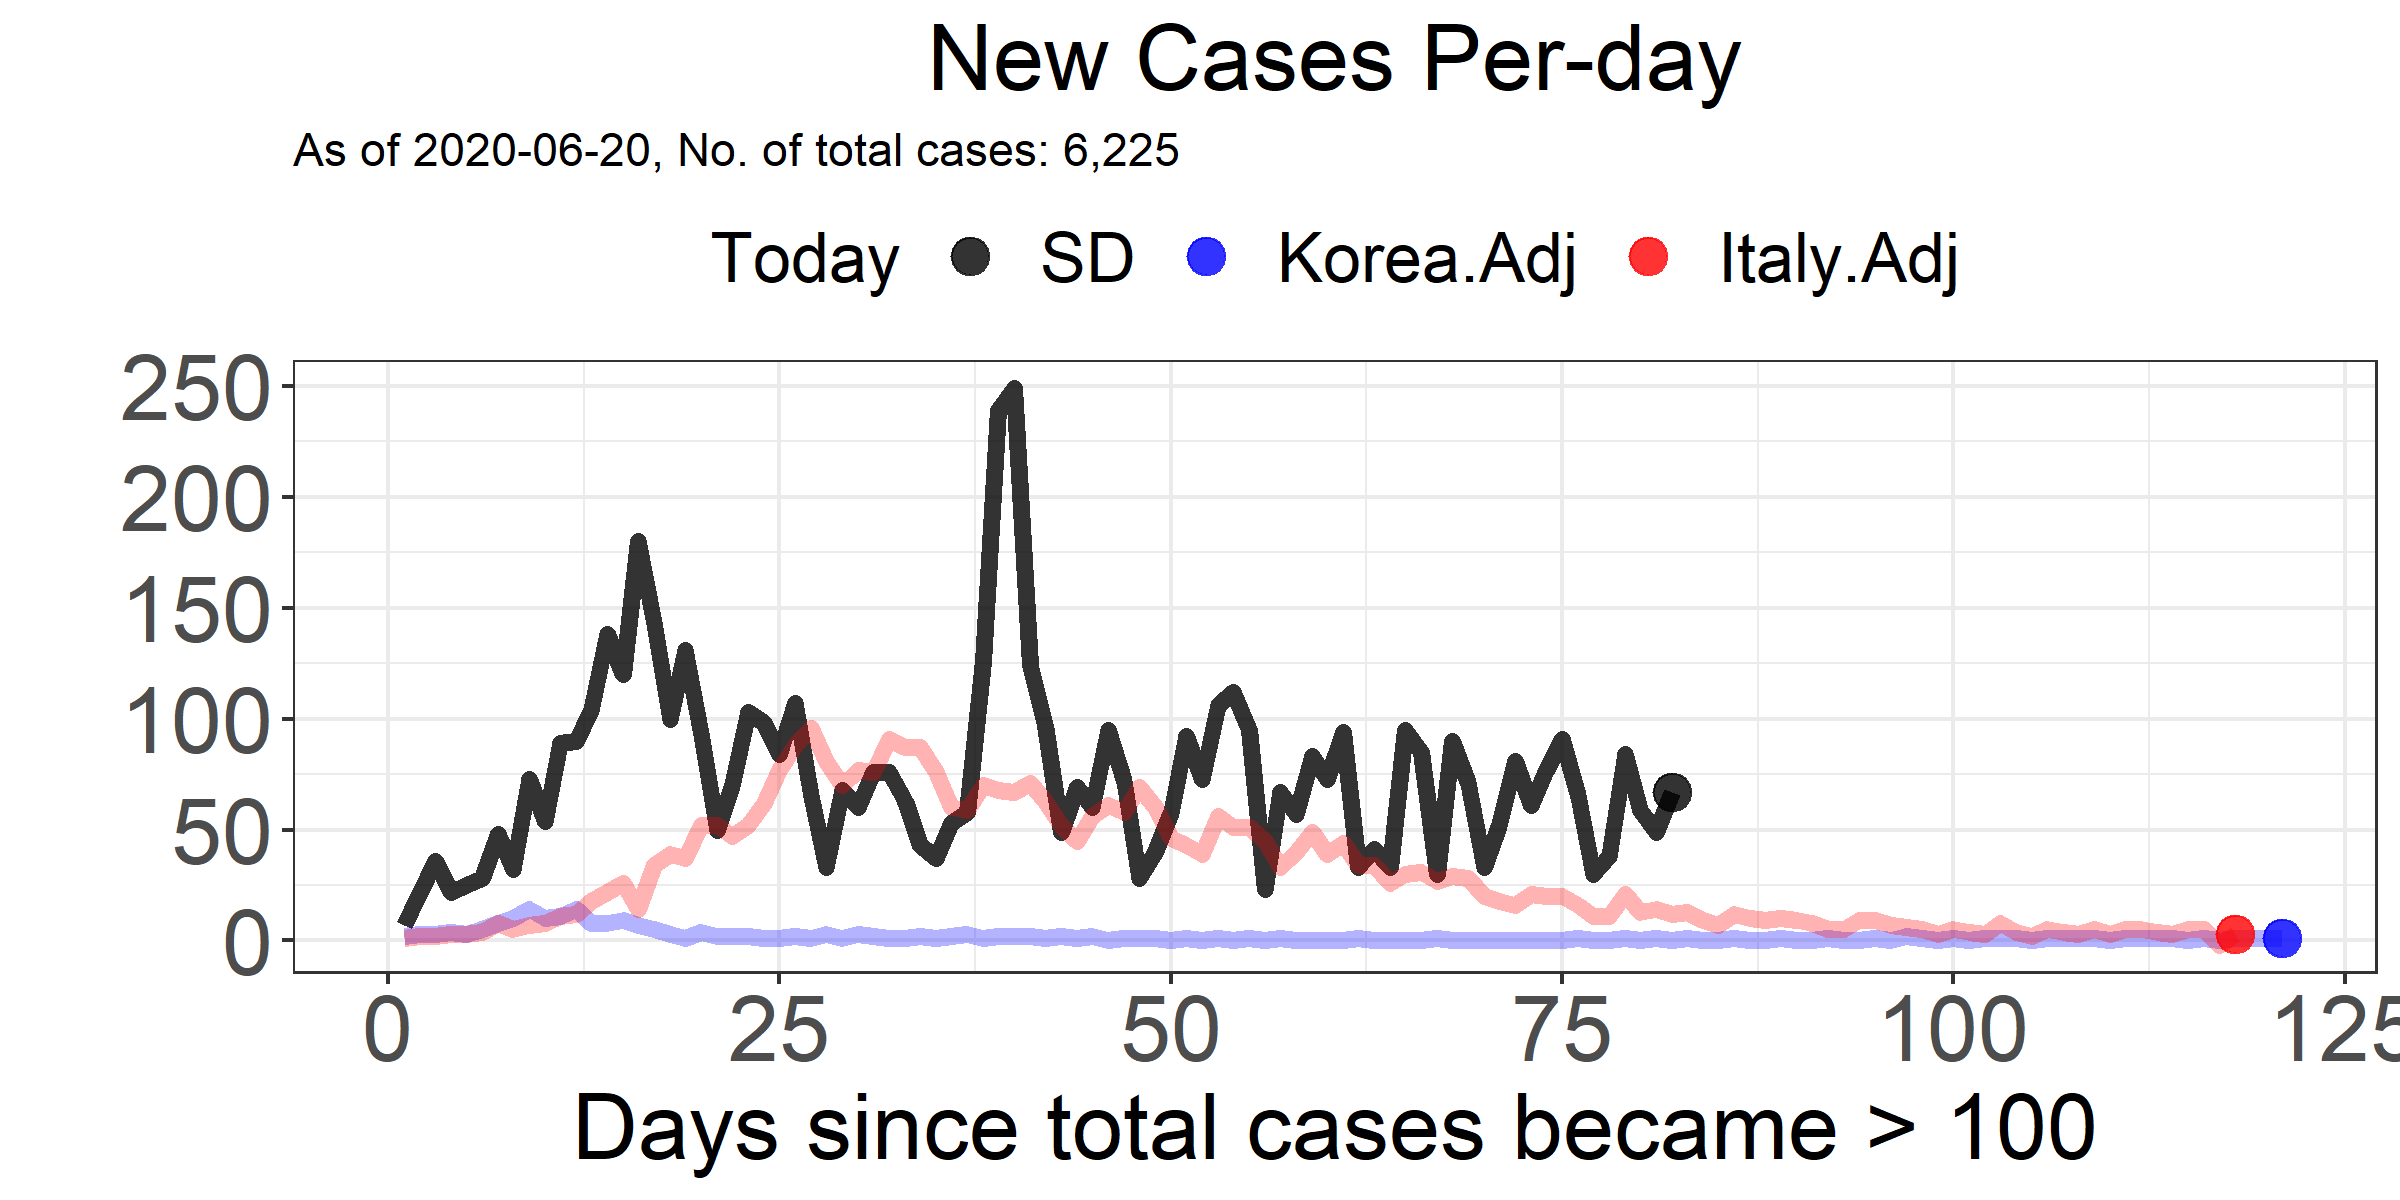 New Cases Per-day
As of 2020-06-20, No. of total cases: 6,225
Today SD Korea.Adj Italy.Adj
250
200
150
100
50
0
0 25 50 75 100 125
Days since total cases became > 100